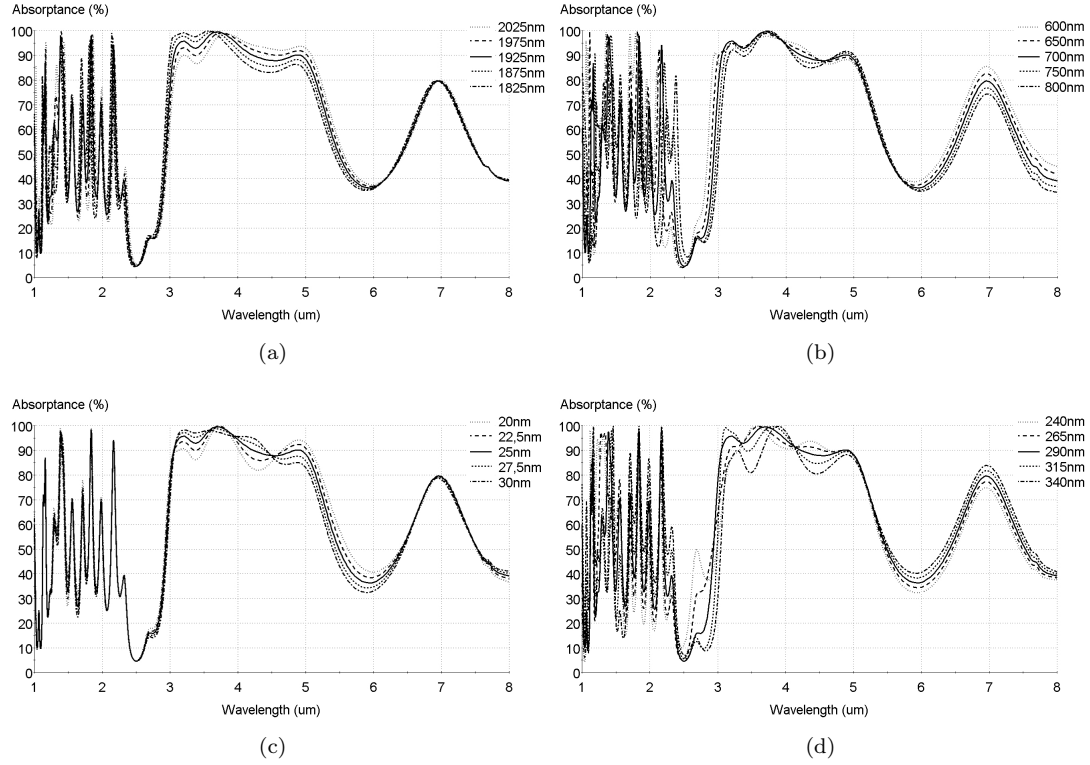 Absorptance (%)
100
90
80
70
60
50
40
30
20
10
0
2025nm
1975nm
1925nm
1875nm
1825nm
1 2 3 4 5 6 7 8
Wavelength (um)
(a)
Absorptance (%)
100
90
80
70
60
50
40
30
20
10
0
600nm
650nm
700nm
750nm
800nm
1 2 3 4 5 6 7 8
Wavelength (um)
(b)
Absorptance (%)
100
90
80
70
60
50
40
30
20
10
0
20nm
22,5nm
25nm
27,5nm
30nm
1 2 3 4 5 6 7 8
Wavelength (um)
(c)
Absorptance (%)
100
90
80
70
60
50
40
30
20
10
0
240nm
265nm
290nm
315nm
340nm
1 2 3 4 5 6 7 8
Wavelength (um)
(d)